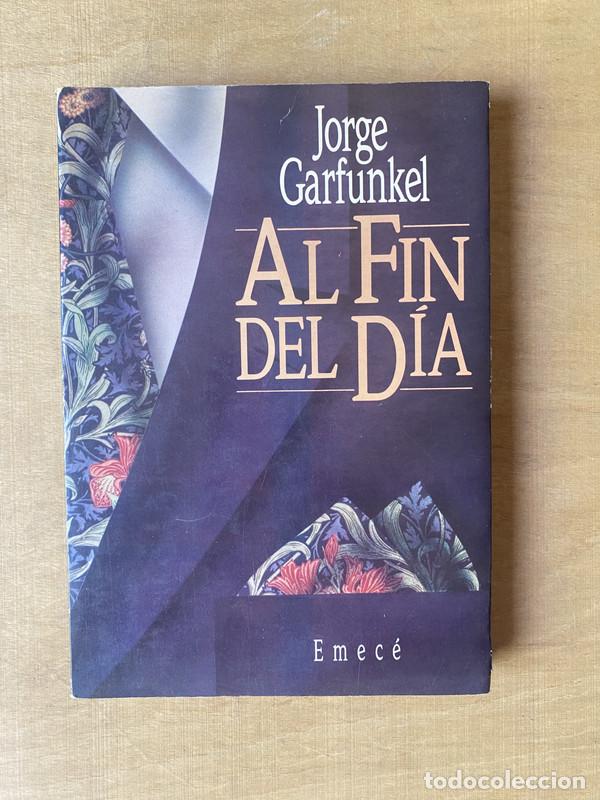 Jorge
Garfunkel
AL FIN
DEL DÍA
Emecé
todocoleccion